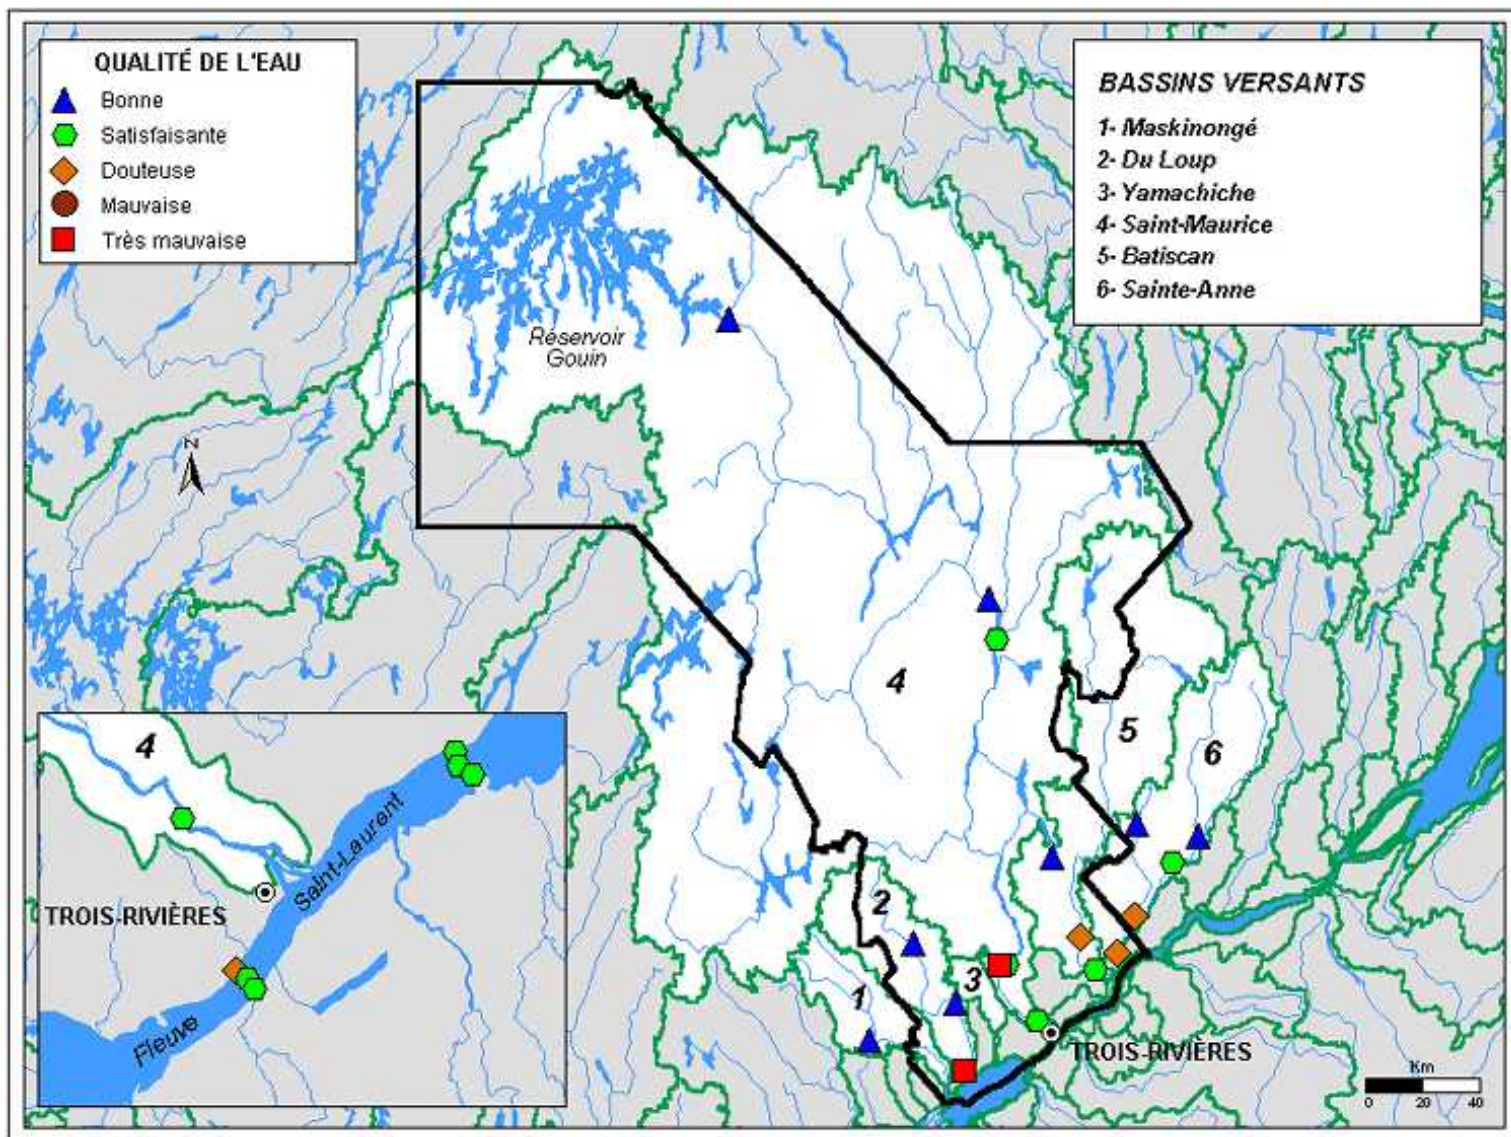 QUALITÉ DE L'EAU
Bonne
Satisfaisante
Douteuse
Mauvaise
Très mauvaise
BASSINS VERSANTS
1- Maskinongé
2- Du Loup
3- Yamachiche
4- Saint-Maurice
5- Batiscan
6- Sainte-Anne
Réservoir
Gouin
N
4
5
6
2
3
1
TROIS-RIVIÈRES
4
Saint-Laurent
TROIS-RIVIÈRES
Fleuve
Km
0 20 40